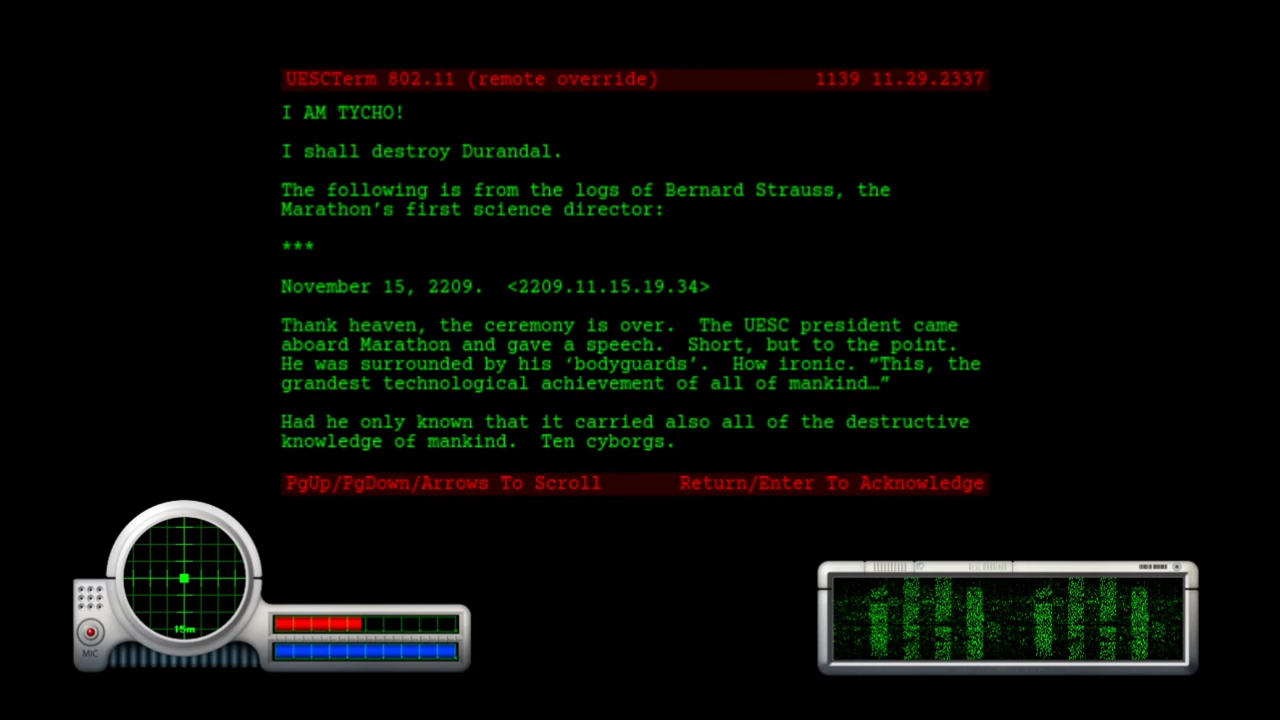 UESCTerm 802.11 (remote override) 1139 11.29.2337
I AM TYCHO!
I shall destroy Durandal.
The following is from the logs of Bernard Strauss, the
Marathon’s first science director:
***
November 15, 2209.  <2209.11.15.19.34>
Thank heaven, the ceremony is over.  The UESC president came
aboard Marathon and gave a speech.  Short, but to the point.
He was surrounded by his ‘bodyguards’.  How ironic. “This, the
grandest technological achievement of all of mankind…”
Had he only known that it carried also all of the destructive
knowledge of mankind.  Ten cyborgs.
PgUp/PgDown/Arrows To Scroll Return/Enter To Acknowledge
15m
MIC